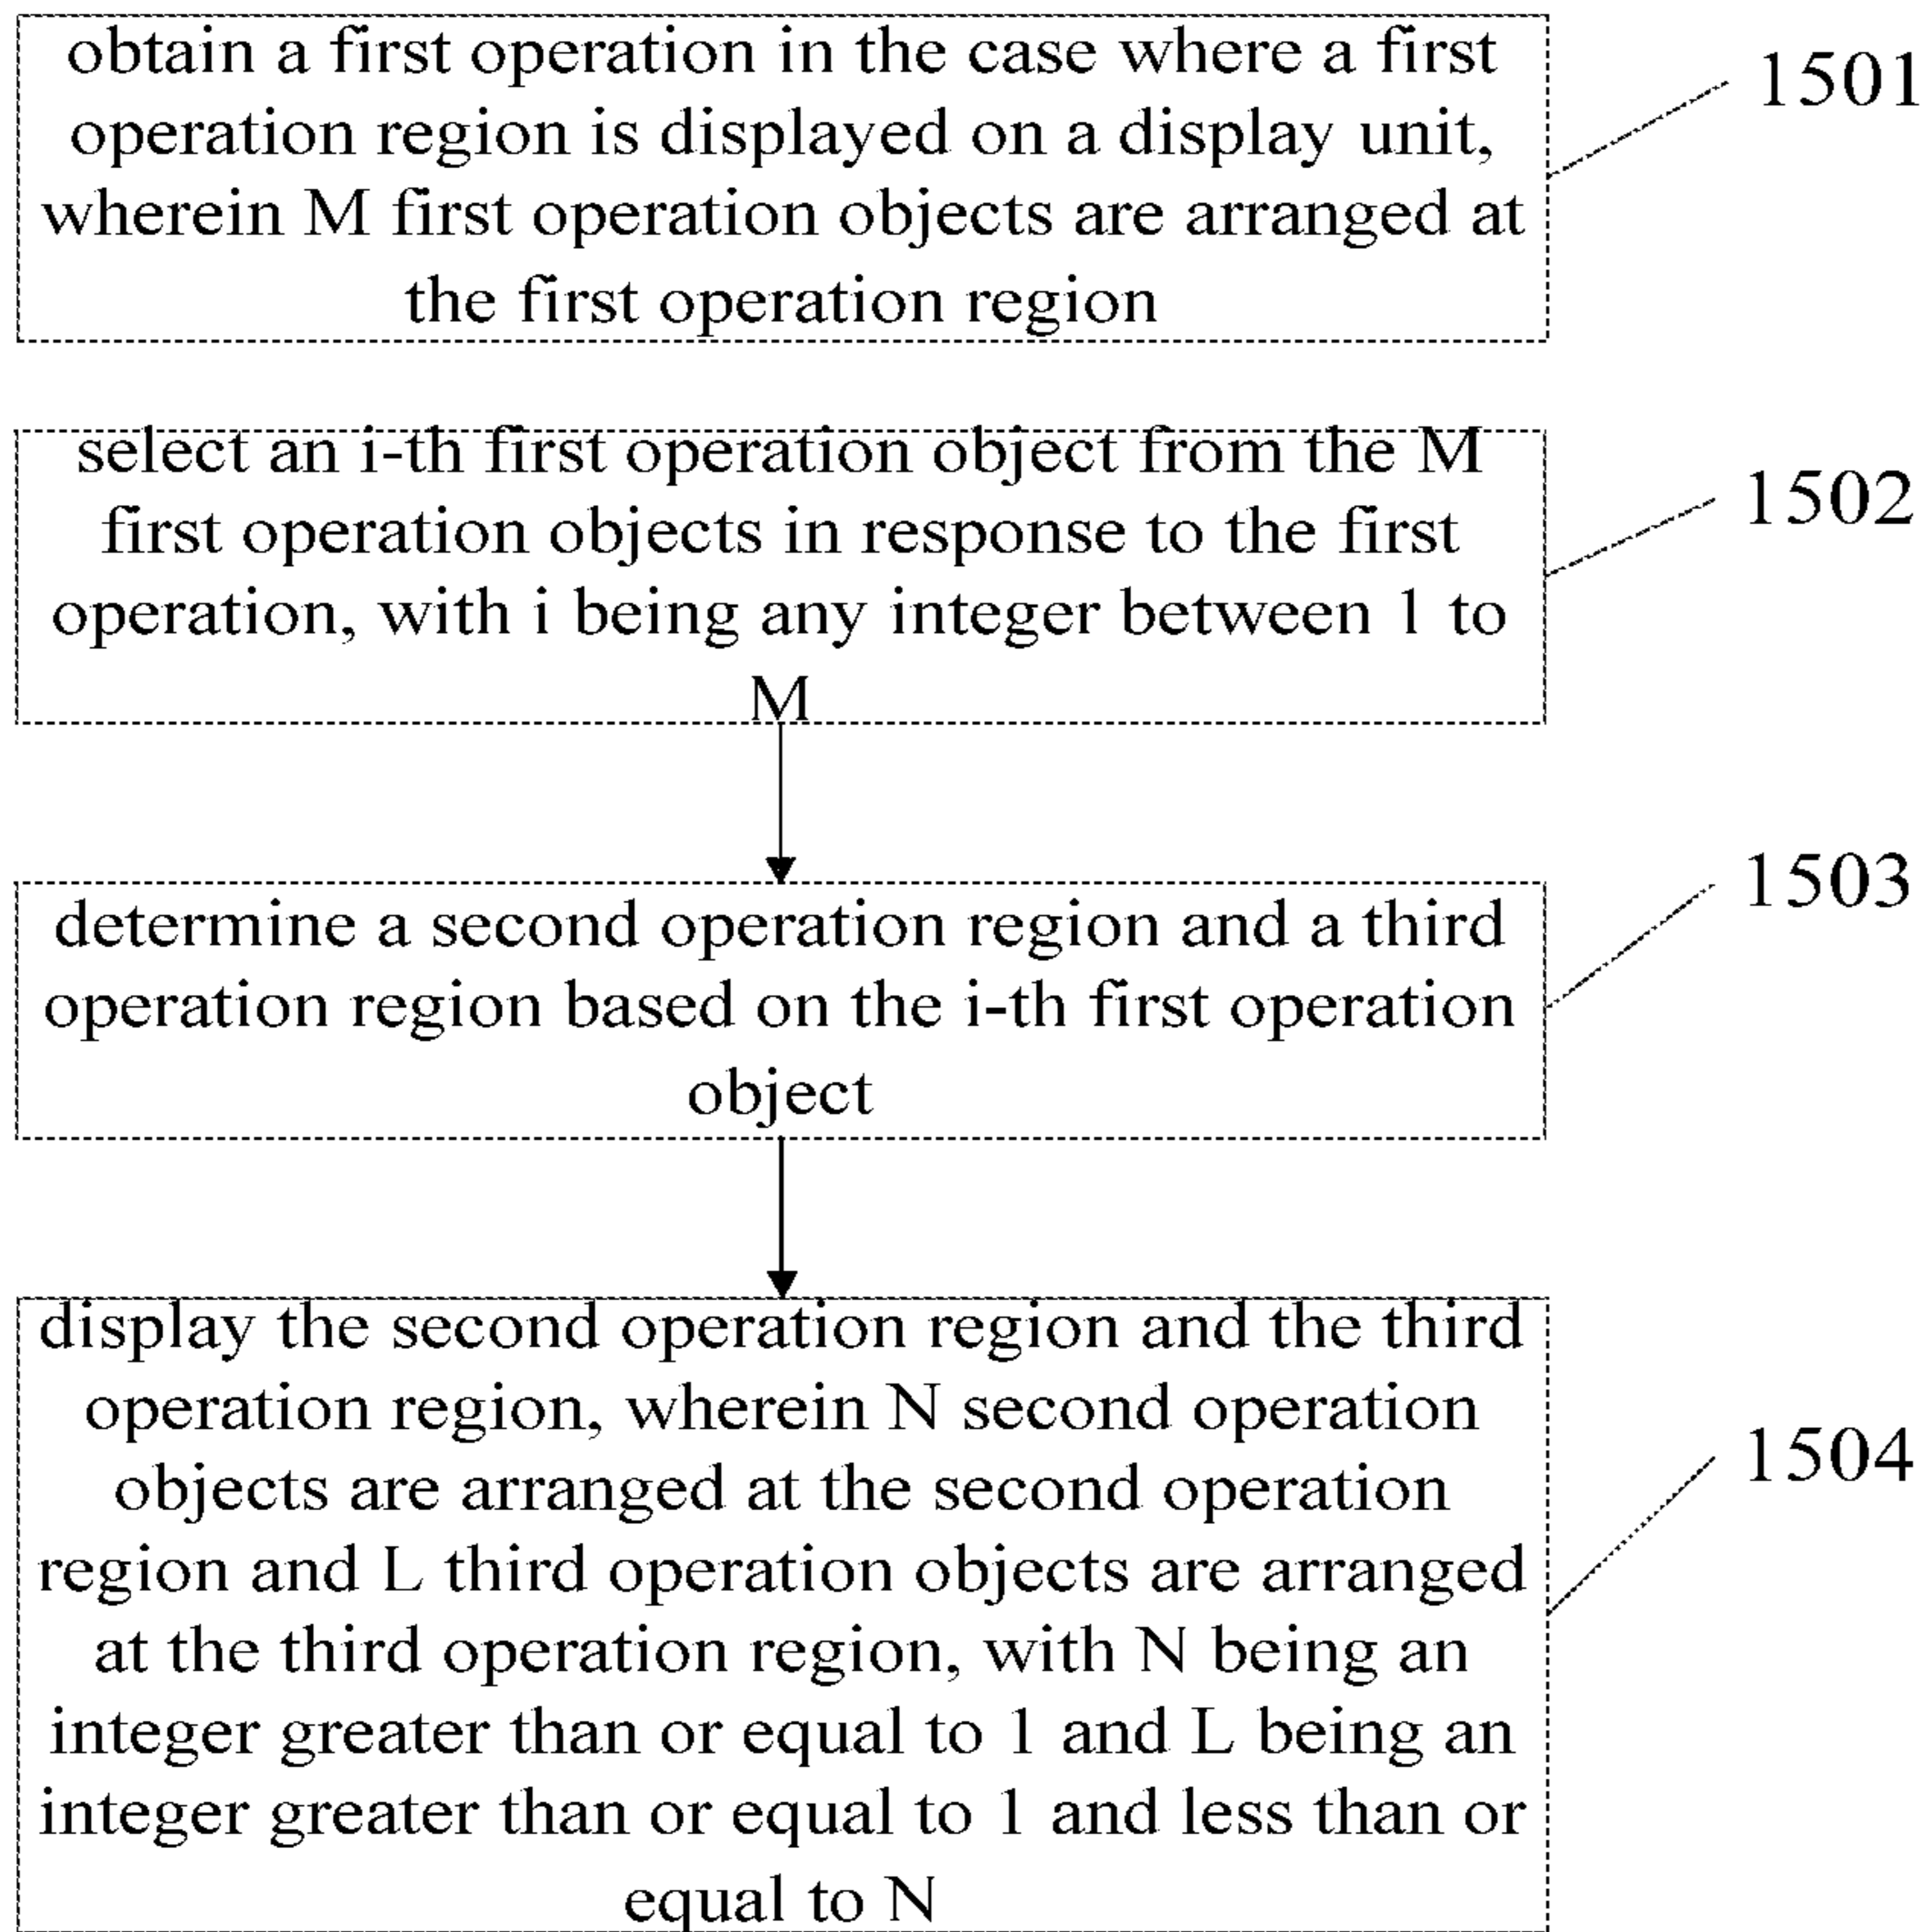 obtain a first operation in the case where a first
operation region is displayed on a display unit,
wherein M first operation objects are arranged at
the first operation region
1501
select an i-th first operation object from the M
first operation objects in response to the first
operation, with i being any integer between 1 to
M
1502
determine a second operation region and a third
operation region based on the i-th first operation
object
1503
display the second operation region and the third
operation region, wherein N second operation
objects are arranged at the second operation
region and L third operation objects are arranged
at the third operation region, with N being an
integer greater than or equal to 1 and L being an
integer greater than or equal to 1 and less than or
equal to N
1504